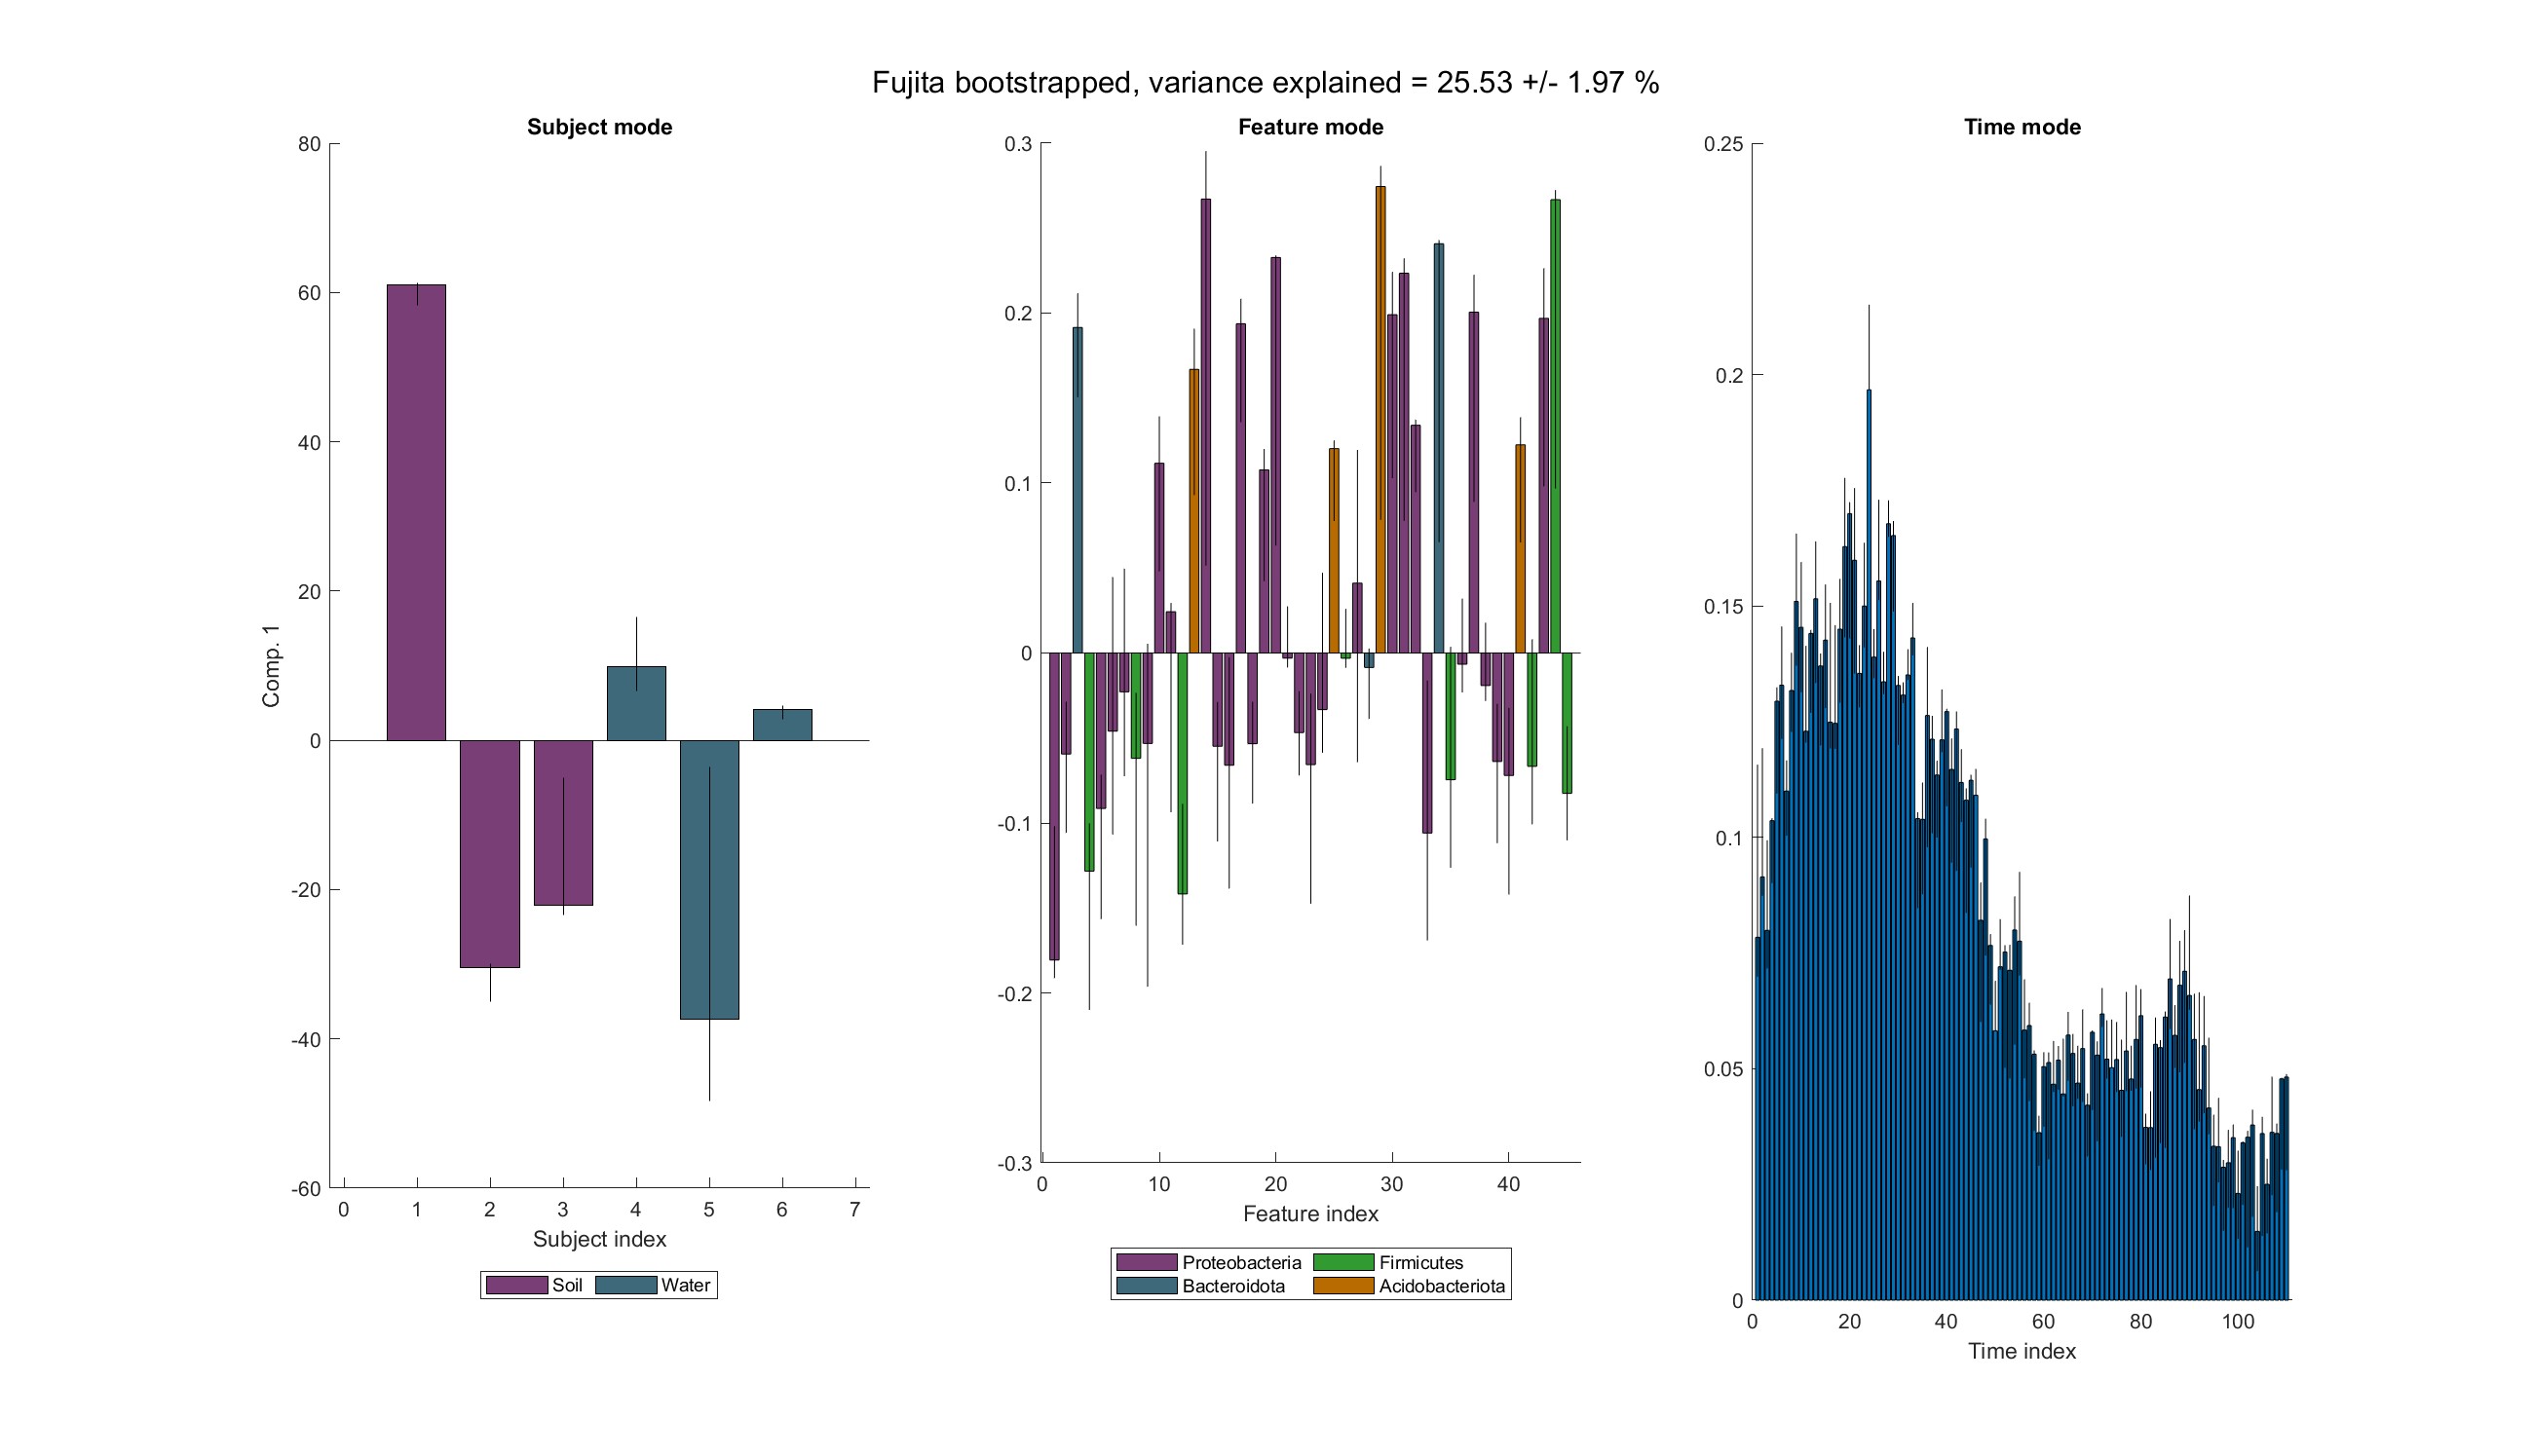 Fujita bootstrapped, variance explained = 25.53 +/- 1.97 %
Subject mode
80
60
40
20
0
-20
-40
-60
Comp. 1
0 1 2 3 4 5 6 7
Subject index
Soil Water
Feature mode
0.3
0.2
0.1
0
-0.1
-0.2
-0.3
0 10 20 30 40
Feature index
Proteobacteria Firmicutes
Bacteroidota Acidobacteriota
Time mode
0.25
0.2
0.15
0.1
0.05
0
0 20 40 60 80 100
Time index